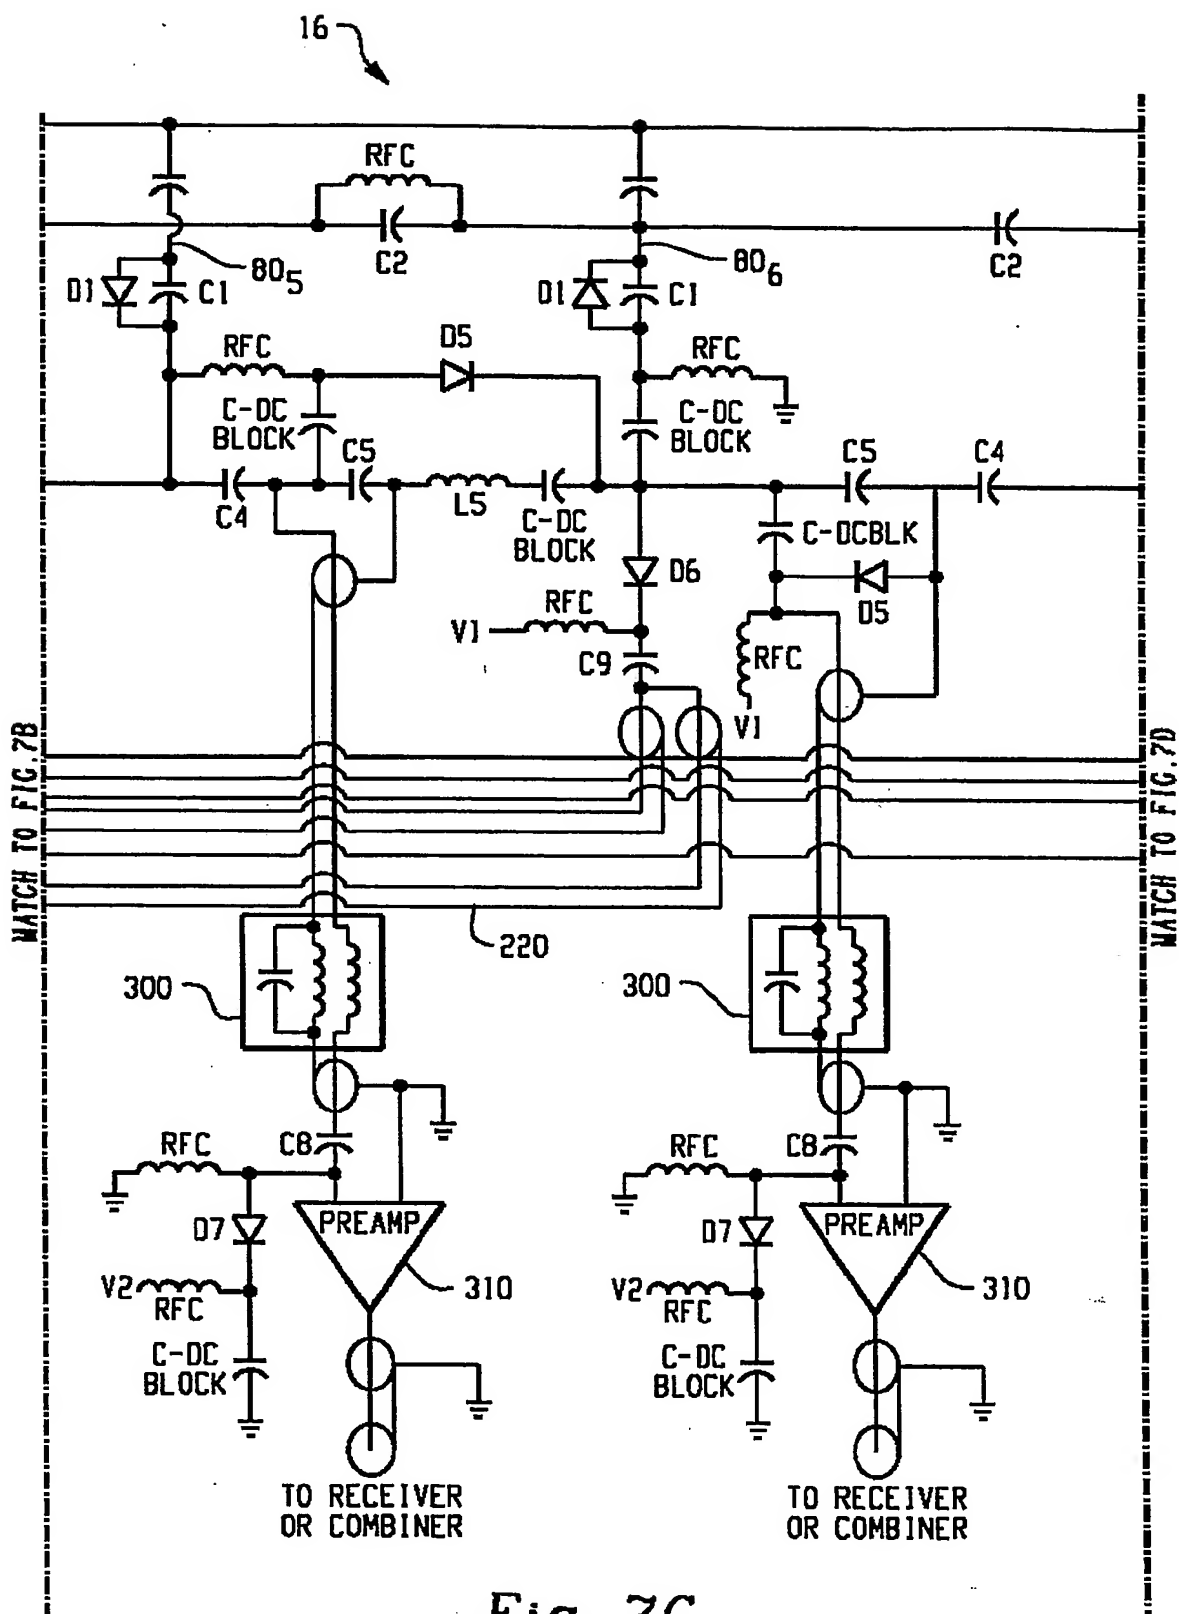 16
RFC
C2
C2
80₅
80₆
D1
C1
D1
C1
RFC
D5
RFC
C-DC
BLOCK
C-DC
BLOCK
C5
C5
C4
C4
L5
C-DC
BLOCK
C-DCBLK
D6
D5
RFC
V1
C9
RFC
V1
MATCH TO FIG.7B
MATCH TO FIG.7D
220
300
300
RFC
C8
RFC
C8
D7
PREAMP
D7
PREAMP
V2
RFC
310
V2
RFC
310
C-DC
BLOCK
C-DC
BLOCK
TO RECEIVER
OR COMBINER
TO RECEIVER
OR COMBINER
Fig. 7C